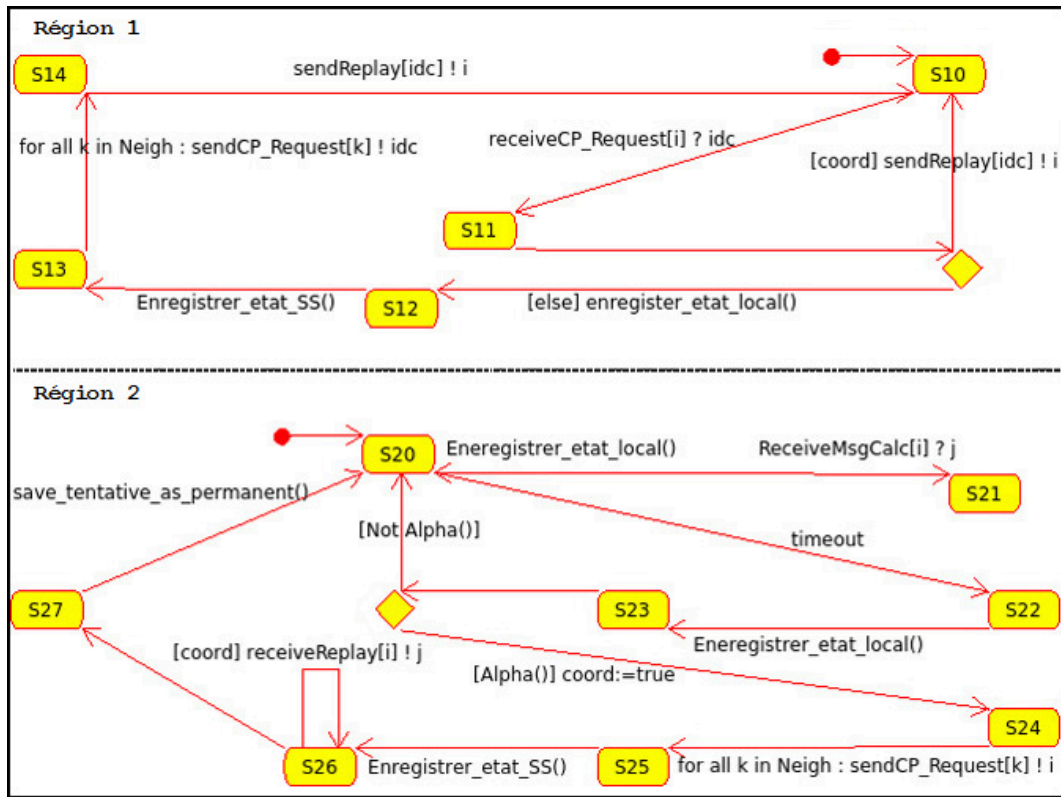 Région 1
S14
sendReplay[idc] ! i
S10
for all k in Neigh : sendCP_Request[k] ! idc
receiveCP_Request[i] ? idc
[coord] sendReplay[idc] ! i
S11
S13
Enregistrer_etat_SS()
S12
[else] enregister_etat_local()
Région 2
S20
Eneregistrer_etat_local()
ReceiveMsgCalc[i] ? j
S21
save_tentative_as_permanent()
[Not Alpha()]
timeout
S27
S23
S22
Eneregistrer_etat_local()
[coord] receiveReplay[i] ! j
[Alpha()] coord:=true
S24
S26
Enregistrer_etat_SS()
S25
for all k in Neigh : sendCP_Request[k] ! i